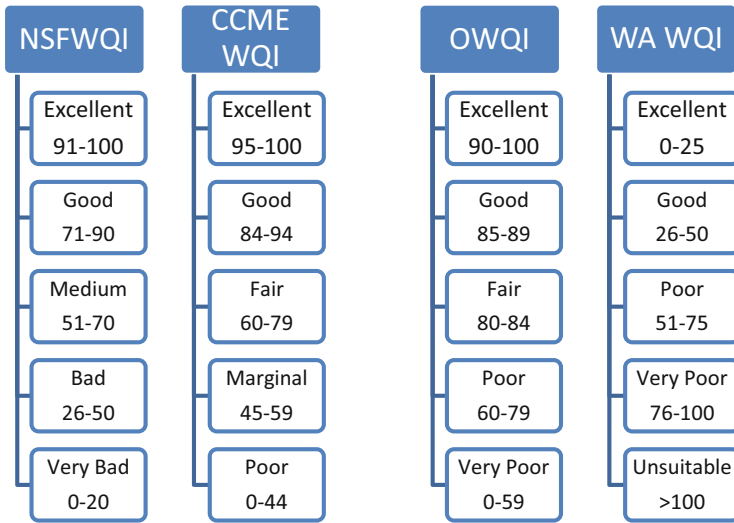 NSFWQI
Excellent
91-100
Good
71-90
Medium
51-70
Bad
26-50
Very Bad
0-20
CCME
WQI
Excellent
95-100
Good
84-94
Fair
60-79
Marginal
45-59
Poor
0-44
OWQI
Excellent
90-100
Good
85-89
Fair
80-84
Poor
60-79
Very Poor
0-59
WA WQI
Excellent
0-25
Good
26-50
Poor
51-75
Very Poor
76-100
Unsuitable
>100